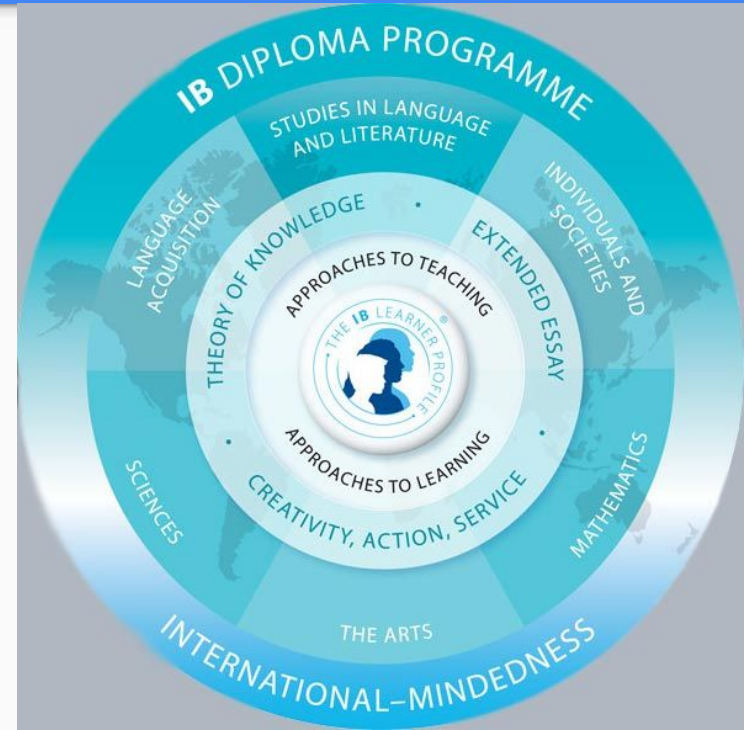 IB DIPLOMA PROGRAMME
STUDIES IN LANGUAGE
AND LITERATURE
LANGUAGE
ACQUISITION
INDIVIDUALS AND
SOCIETIES
THEORY OF KNOWLEDGE
·
EXTENDED ESSAY
APPROACHES TO TEACHING
· THE IB LEARNER PROFILE ·
®
APPROACHES TO LEARNING
·
CREATIVITY, ACTION, SERVICE
·
SCIENCES
MATHEMATICS
THE ARTS
INTERNATIONAL–MINDEDNESS